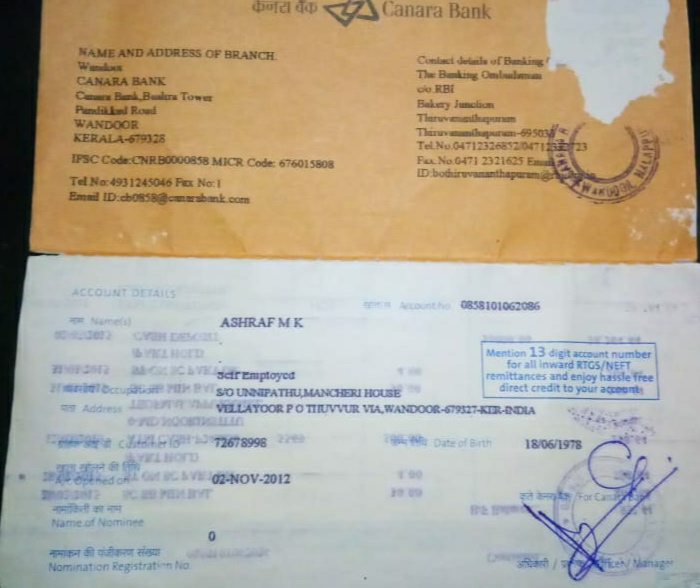 केनरा बैंक Canara Bank
NAME AND ADDRESS OF BRANCH
Wandoor
CANARA BANK
Canara Bank,Bushra Tower
Pandikkad Road
WANDOOR
KERALA-679328
IFSC Code:CNRB0000858 MICR Code: 676015808
Tel No:4931245046 Fax No:1
Email ID:cb0858@canarabank.com
Contact details of Banking
The Banking Ombudsman
c/o RBI
Bakery Junction
Thiruvananthapuram
Thiruvananthapuram-69503
Tel.No.04712326852/0471 723
Fax.No.0471 2321625 Email
ID:bothiruvananthapuram@
WANDOOR, MALAPP
ACCOUNT DETAILS
Account no. 0858101062086
नाम Name(s) ASHRAF M K
.
.
Mention 13 digit account number
for all inward RTGS/NEFT
remittances and enjoy hassle free
direct credit to your account
Self Employed
Occupation S/O UNNIPATHU,MANCHERI HOUSE
पता Address VELLAYOOR P O THUVVUR VIA,WANDOOR-679327-KER-INDIA
Customer ID 72678998 जन्म तिथि Date of Birth 18/06/1978
खाता खोलने की तिथि
A/c Opened on 02-NOV-2012
नामांकिती का नाम
Name of Nominee
कृते केनरा बैंक /For Canara Bank
0
नामांकन की पंजीकरण संख्या
Nomination Registration No.
अधिकारी / Officer / Manager